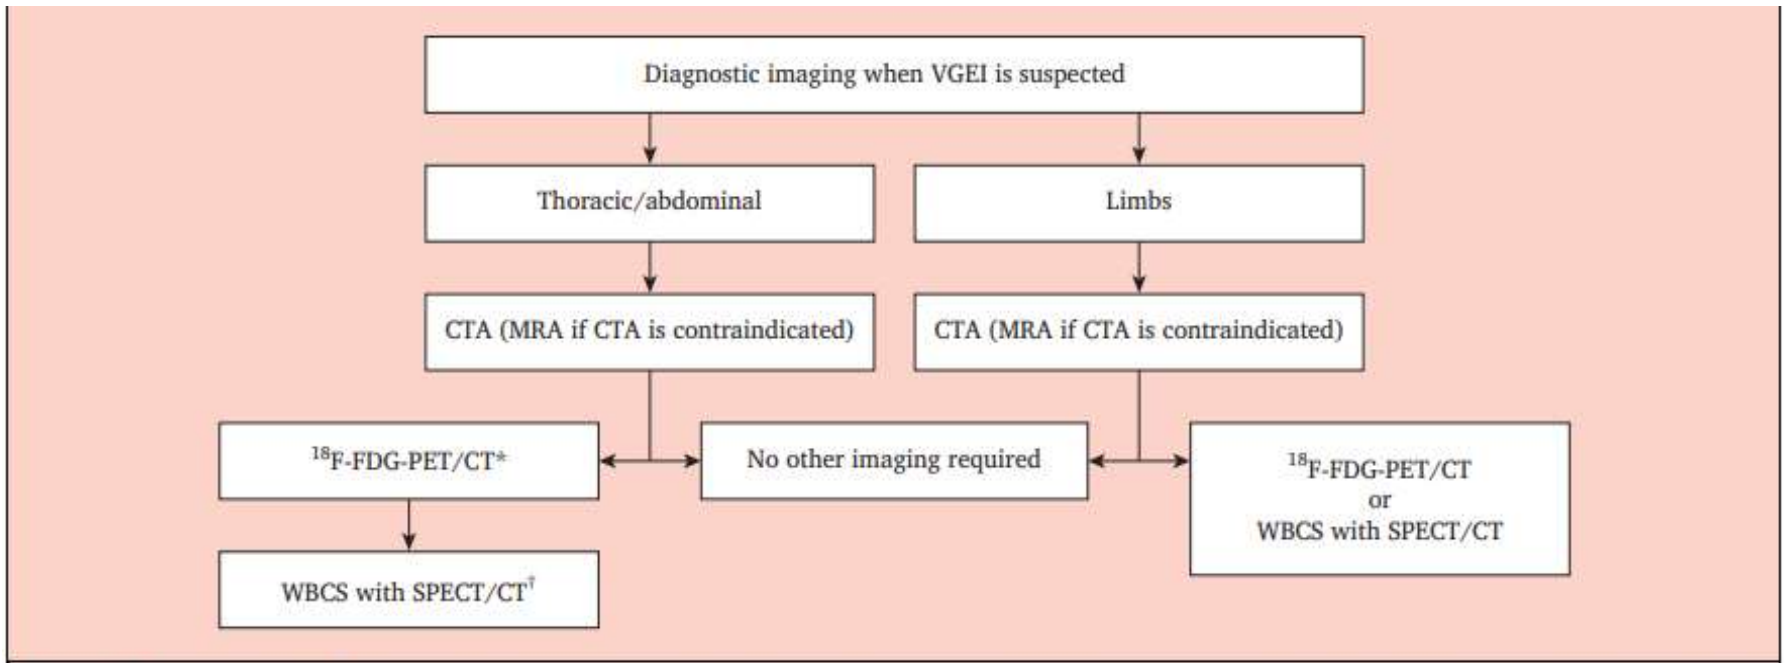 Diagnostic imaging when VGEI is suspected
Thoracic/abdominal
Limbs
CTA (MRA if CTA is contraindicated)
CTA (MRA if CTA is contraindicated)
¹⁸F-FDG-PET/CT*
No other imaging required
¹⁸F-FDG-PET/CT
or
WBCS with SPECT/CT
WBCS with SPECT/CT†